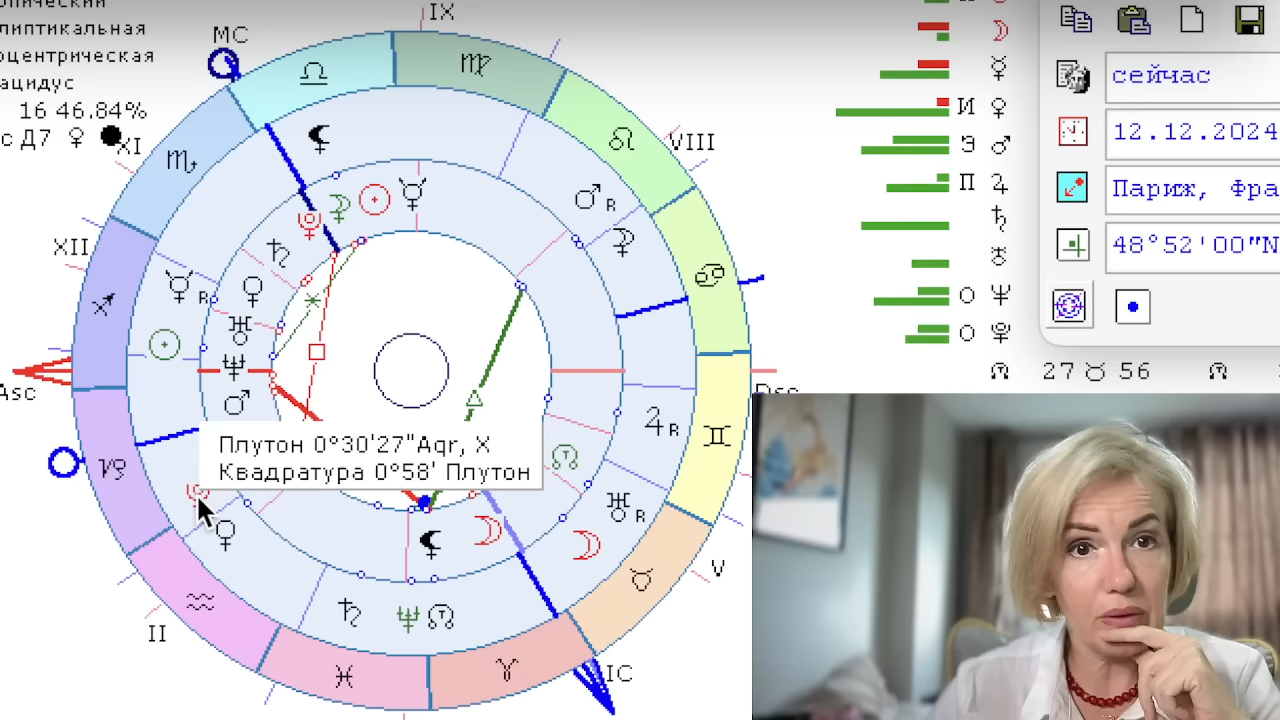 липтикальная
оцентрическая
ацидус
16 46.84%
с Д7
MC
IX
VIII
XI
XII
Asc
Dsc
II
V
IC
R
R
R
R
Плутон 0°30'27"Aqr, X
Квадратура 0°58' Плутон
И
Э
П
О
О
27 56
сейчас
12.12.2024
Париж, Фра
48°52'00"N